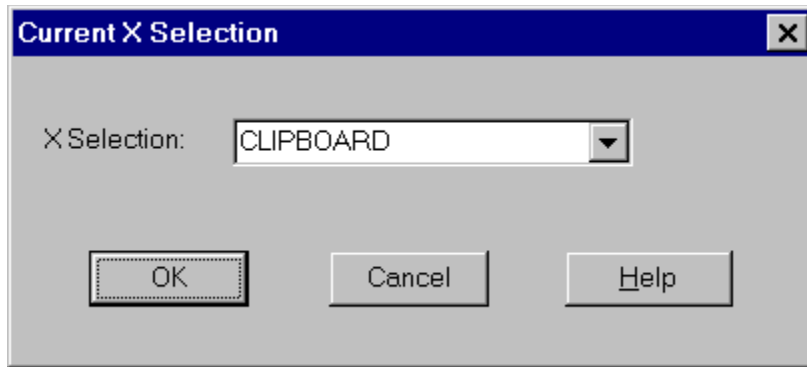 Current X Selection
X Selection: CLIPBOARD
OK Cancel Help